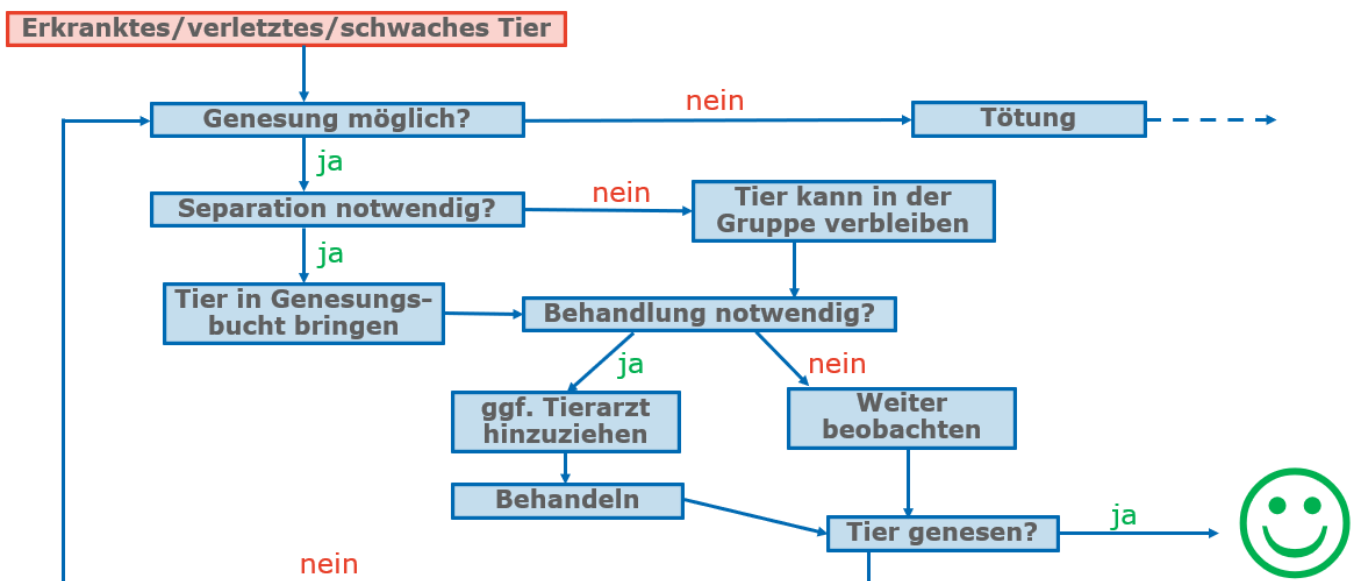 Erkranktes/verletztes/schwaches Tier
Genesung möglich?
nein
Tötung
ja
Separation notwendig?
nein
Tier kann in der
Gruppe verbleiben
ja
Tier in Genesungs-
bucht bringen
Behandlung notwendig?
ja
nein
ggf. Tierarzt
hinzuziehen
Weiter
beobachten
Behandeln
Tier genesen?
ja
nein